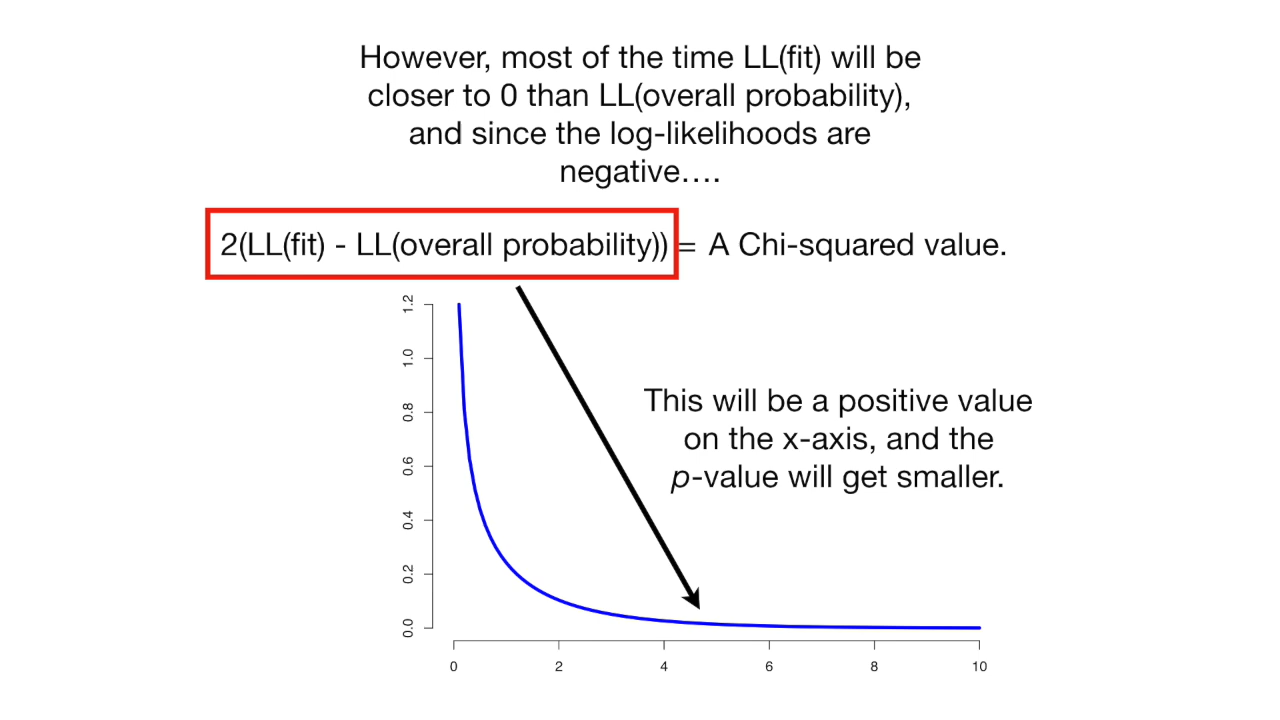 However, most of the time LL(fit) will be
closer to 0 than LL(overall probability),
and since the log-likelihoods are
negative….
2(LL(fit) - LL(overall probability)) = A Chi-squared value.
This will be a positive value
on the x-axis, and the
p-value will get smaller.
1.2
1.0
0.8
0.6
0.4
0.2
0.0
0 2 4 6 8 10